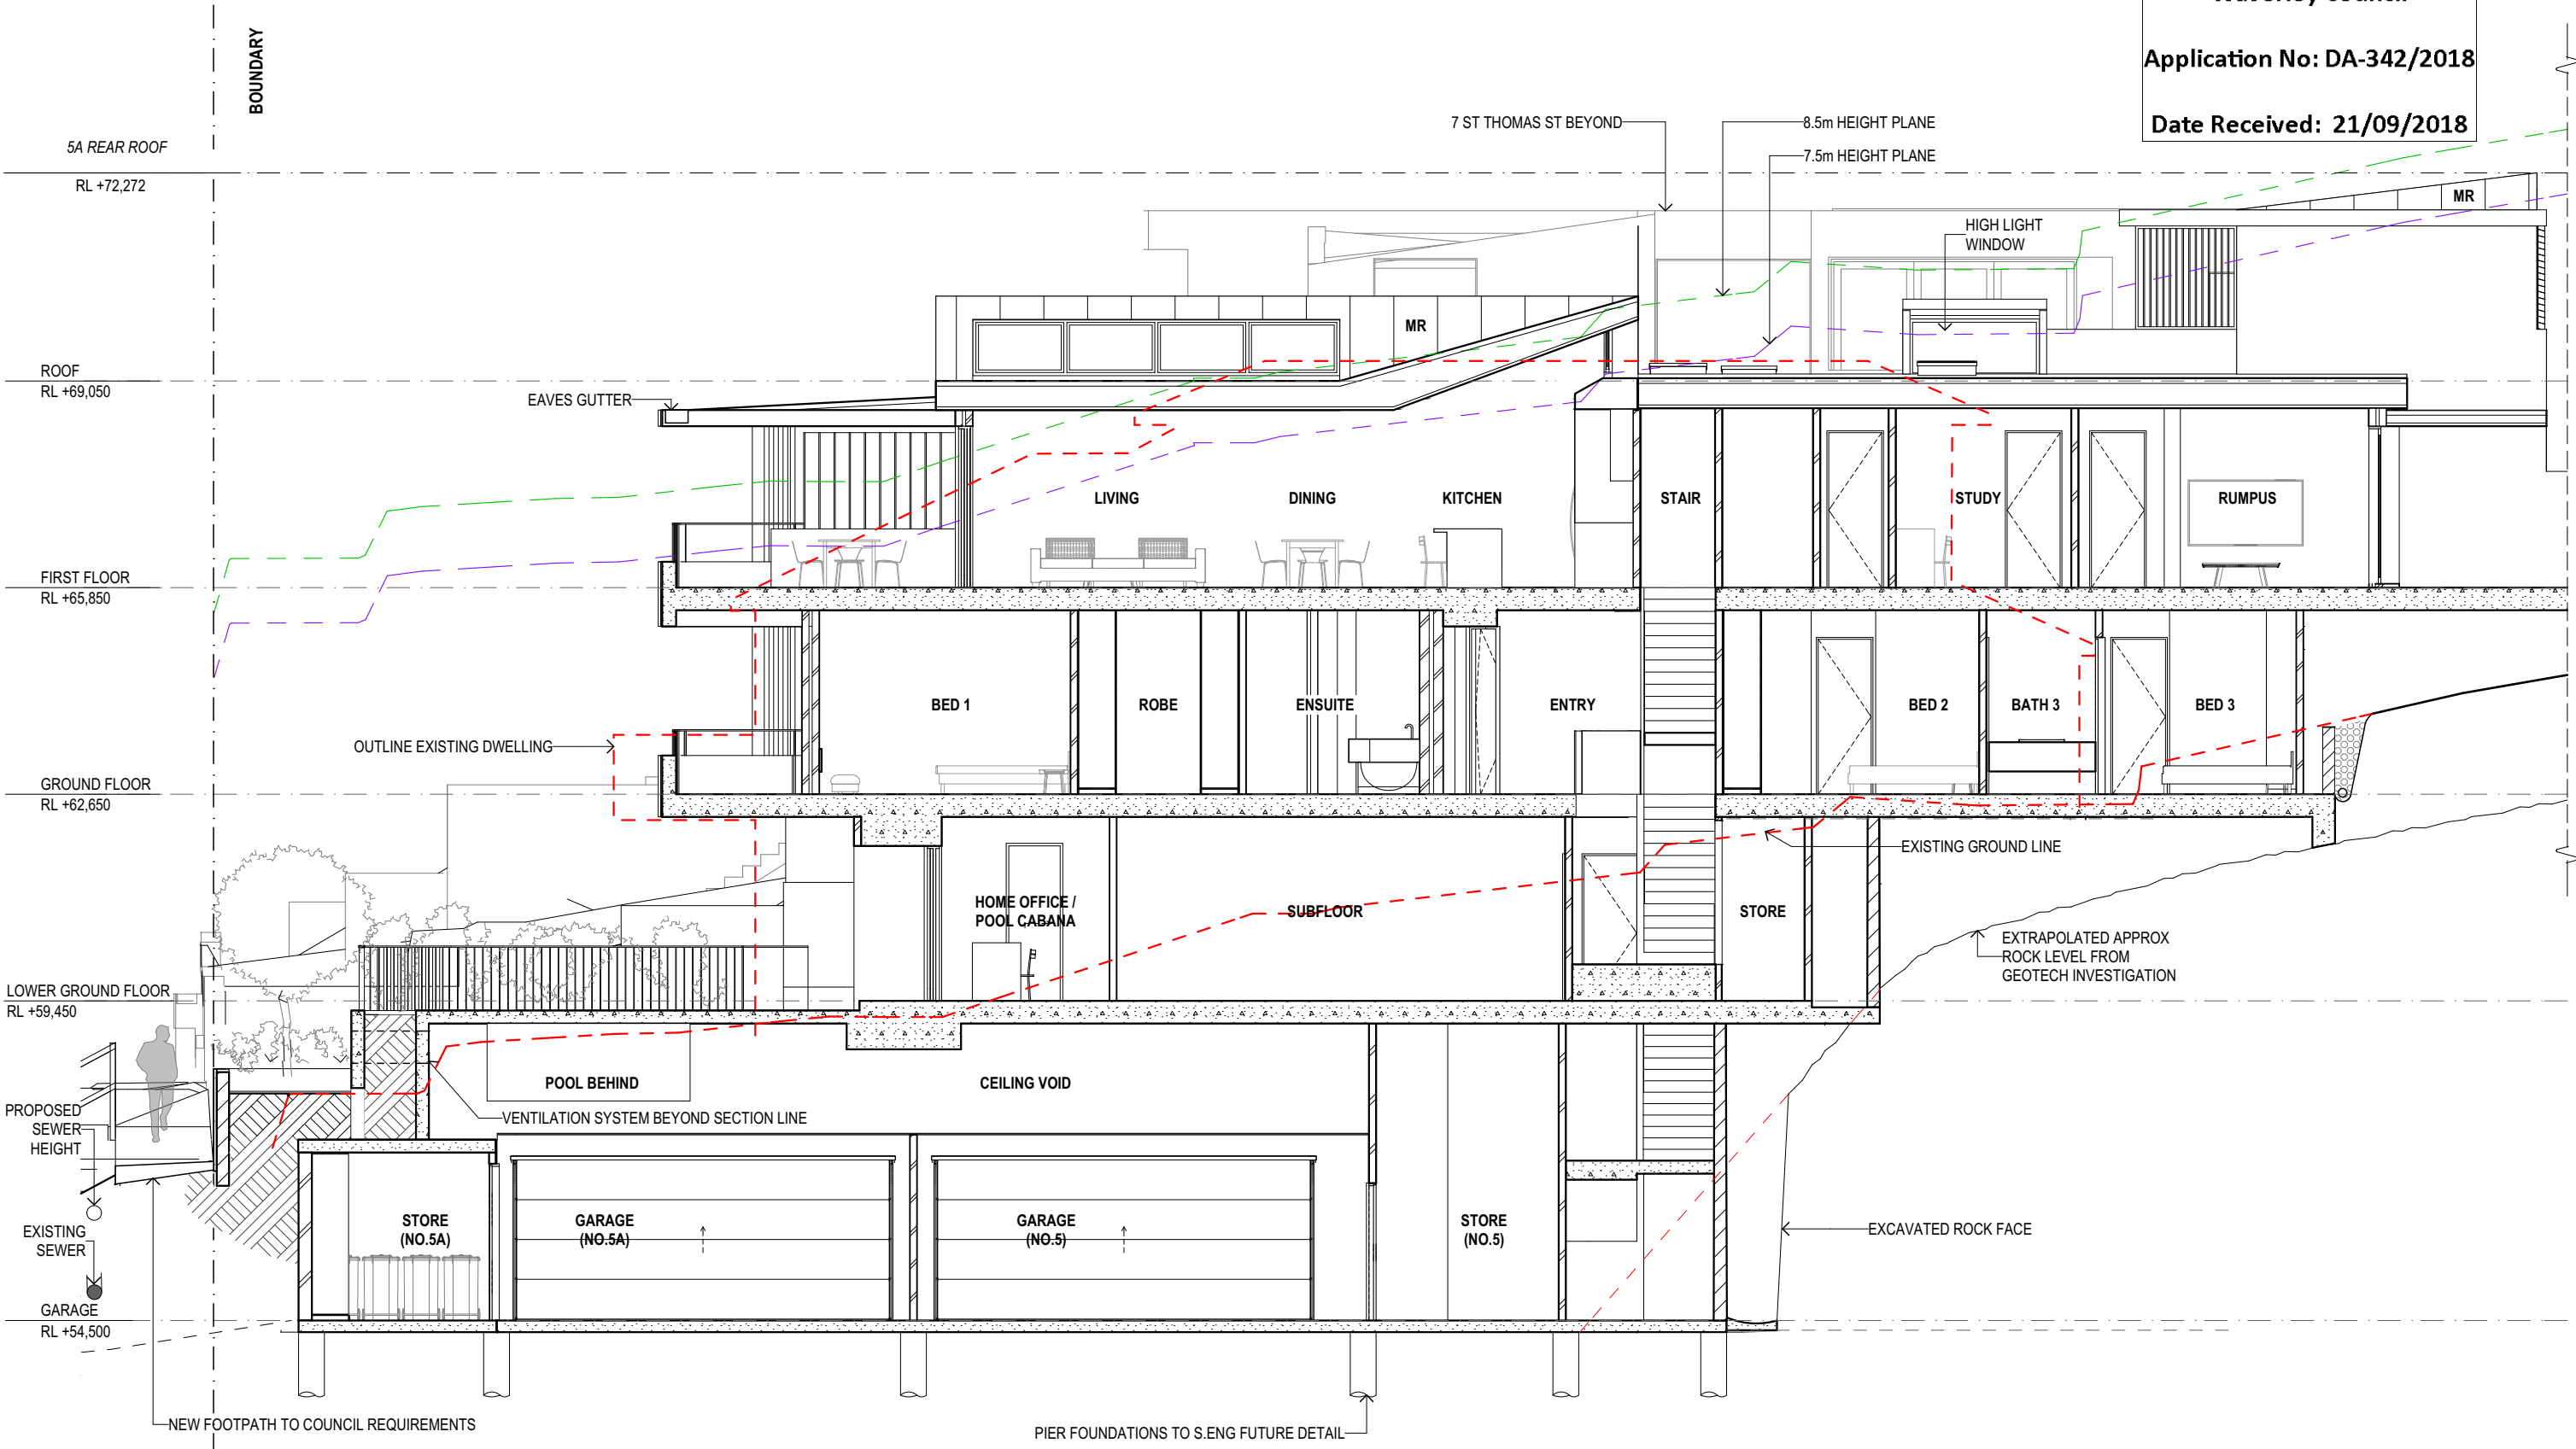 Waverley Council
Application No: DA-342/2018
Date Received: 21/09/2018
BOUNDARY
5A REAR ROOF
RL +72,272
7 ST THOMAS ST BEYOND
8.5m HEIGHT PLANE
7.5m HEIGHT PLANE
HIGH LIGHT
WINDOW
MR
MR
ROOF
RL +69,050
EAVES GUTTER
LIVING
DINING
KITCHEN
STAIR
STUDY
RUMPUS
FIRST FLOOR
RL +65,850
BED 1
ROBE
ENSUITE
ENTRY
BED 2
BATH 3
BED 3
OUTLINE EXISTING DWELLING
GROUND FLOOR
RL +62,650
EXISTING GROUND LINE
HOME OFFICE /
POOL CABANA
SUBFLOOR
STORE
EXTRAPOLATED APPROX
ROCK LEVEL FROM
GEOTECH INVESTIGATION
LOWER GROUND FLOOR
RL +59,450
POOL BEHIND
CEILING VOID
VENTILATION SYSTEM BEYOND SECTION LINE
PROPOSED
SEWER
HEIGHT
EXISTING
SEWER
STORE
(NO.5A)
GARAGE
(NO.5A)
GARAGE
(NO.5)
STORE
(NO.5)
EXCAVATED ROCK FACE
GARAGE
RL +54,500
NEW FOOTPATH TO COUNCIL REQUIREMENTS
PIER FOUNDATIONS TO S.ENG FUTURE DETAIL